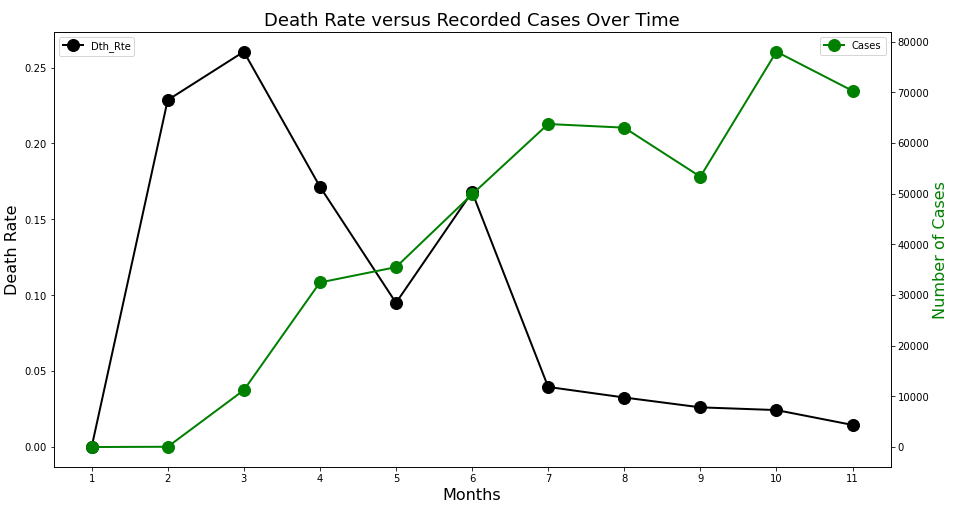 Death Rate versus Recorded Cases Over Time
Dth_Rte
Cases
0.25
0.20
0.15
0.10
0.05
0.00
Death Rate
80000
70000
60000
50000
40000
30000
20000
10000
0
Number of Cases
1 2 3 4 5 6 7 8 9 10 11
Months